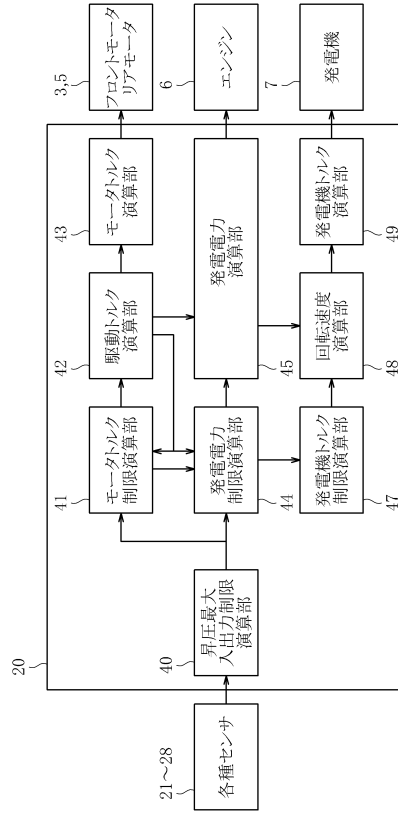 20
21～28
各種センサ
40
昇圧最大
入出力制限
演算部
41
モータトルク
制限演算部
42
駆動トルク
演算部
43
モータトルク
演算部
3,5
フロントモータ
リアモータ
44
発電電力
制限演算部
45
発電電力
演算部
6
エンジン
47
発電機トルク
制限演算部
48
回転速度
演算部
49
発電機トルク
演算部
7
発電機